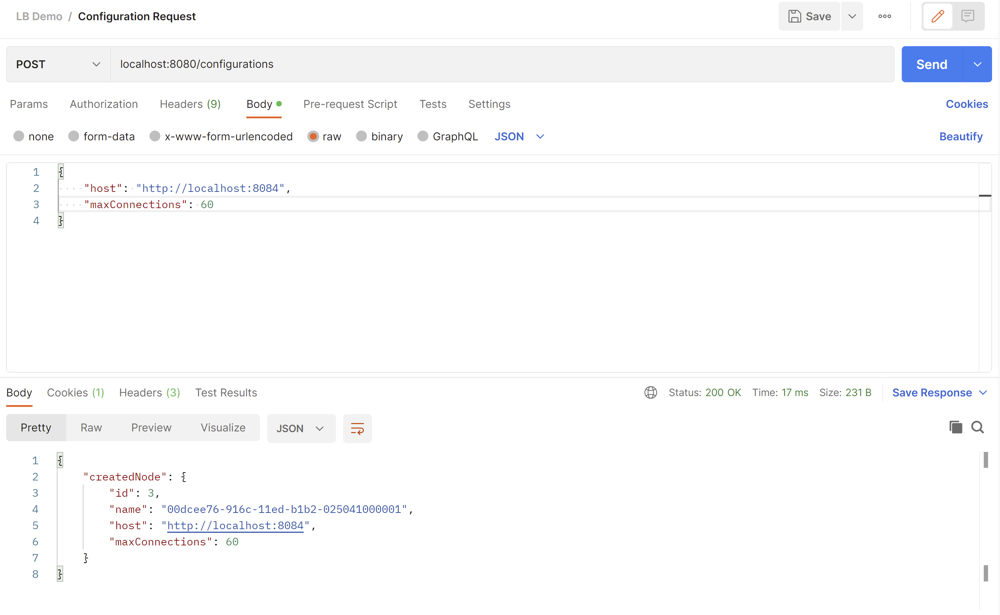 LB Demo / Configuration Request
Save
POST
localhost:8080/configurations
Send
Params Authorization Headers (9) Body Pre-request Script Tests Settings Cookies
none form-data x-www-form-urlencoded raw binary GraphQL JSON Beautify
1 {
2 "host": "http://localhost:8084",
3 "maxConnections": 60
4 }
Body Cookies (1) Headers (3) Test Results Status: 200 OK Time: 17 ms Size: 231 B Save Response
Pretty Raw Preview Visualize JSON
1 {
2 "createdNode": {
3 "id": 3,
4 "name": "00dcee76-916c-11ed-b1b2-025041000001",
5 "host": "http://localhost:8084",
6 "maxConnections": 60
7 }
8 }